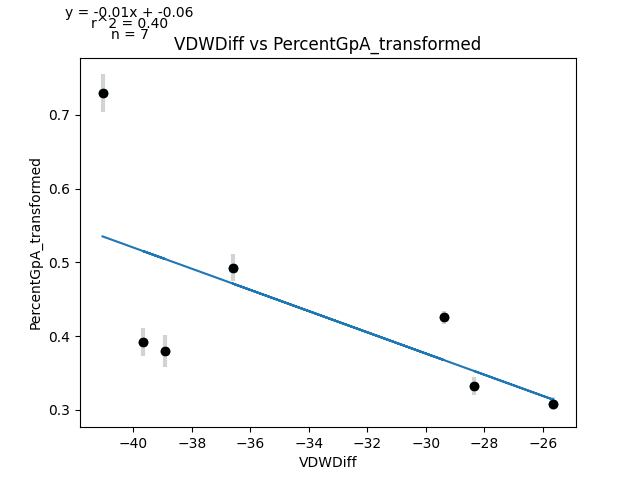 y = -0.01x + -0.06
r^2 = 0.40
n = 7
VDWDiff vs PercentGpA_transformed
PercentGpA_transformed
0.7
0.6
0.5
0.4
0.3
−40
−38
−36
−34
−32
−30
−28
−26
VDWDiff